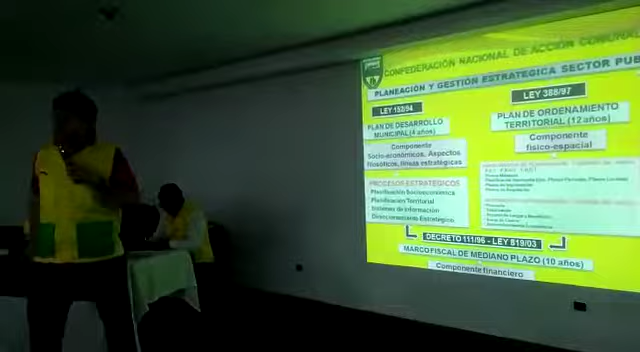 CONFEDERACIÓN NACIONAL DE ACCIÓN COMUNAL
PLANEACIÓN Y GESTIÓN ESTRATEGICA SECTOR PUB
LEY 152/94
PLAN DE DESARROLLO
MUNICIPAL (4 años)
Componente
Socio-económicos, Aspectos
filosóficos, líneas estratégicas
PROCESOS ESTRATEGICOS
Planificación Socioeconómica
Planificación Territorial
Sistemas de Información
Direccionamiento Estratégico
LEY 388/97
PLAN DE ORDENAMIENTO
TERRITORIAL (12 años)
Componente
físico-espacial
DECRETO 111/96 - LEY 819/03
MARCO FISCAL DE MEDIANO PLAZO (10 años)
Componente financiero